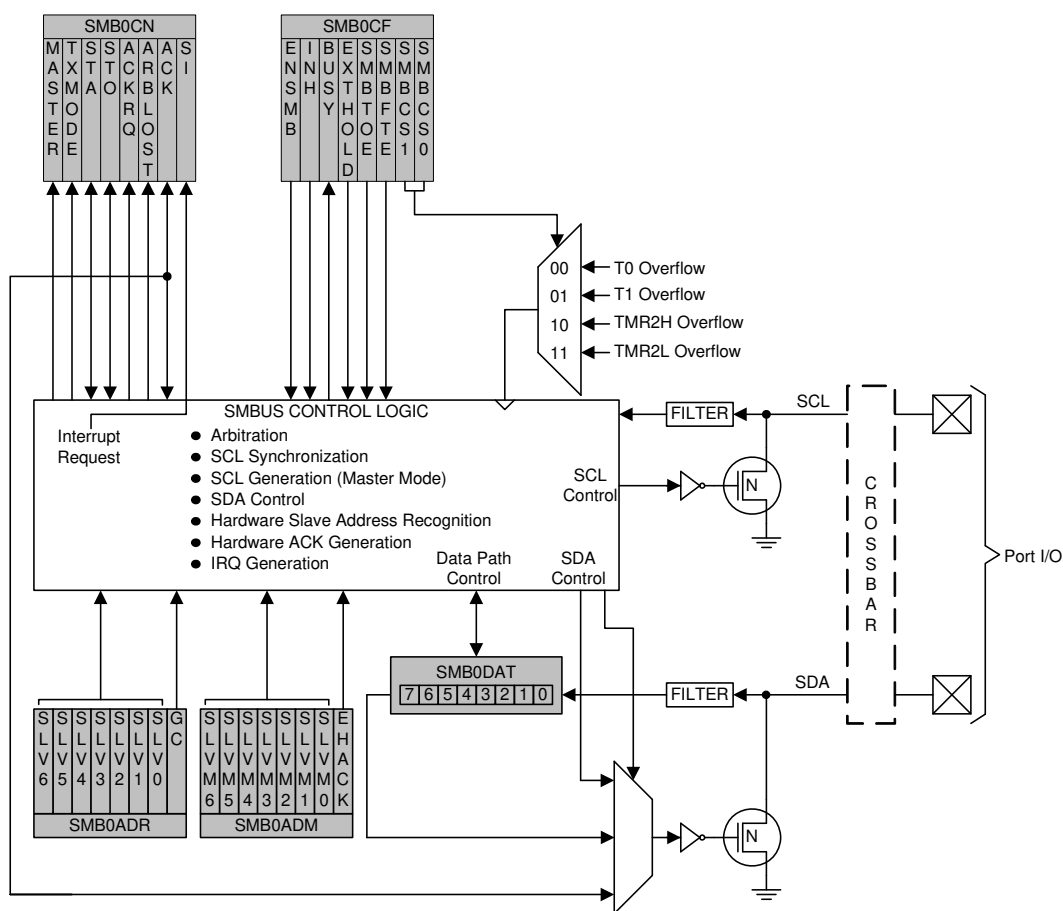 SMB0CN
MASTER
TXMODE
STA
STO
ACKRQ
ARBLOST
ACK
SI
SMB0CF
ENSMB
INH
BUSY
EXTHOLD
SMBTOE
SMBFTE
SMBCS1
SMBCS0
00 T0 Overflow
01 T1 Overflow
10 TMR2H Overflow
11 TMR2L Overflow
SMBUS CONTROL LOGIC
Interrupt
Request
● Arbitration
● SCL Synchronization
● SCL Generation (Master Mode)
● SDA Control
● Hardware Slave Address Recognition
● Hardware ACK Generation
● IRQ Generation
Data Path
Control
SCL
Control
SDA
Control
FILTER
SCL
N
CROSSBAR
Port I/O
SMB0DAT
7 6 5 4 3 2 1 0
FILTER
SDA
N
SLV6
SLV5
SLV4
SLV3
SLV2
SLV1
SLV0
GC
SMB0ADR
SLVM6
SLVM5
SLVM4
SLVM3
SLVM2
SLVM1
SLVM0
EHACK
SMB0ADM